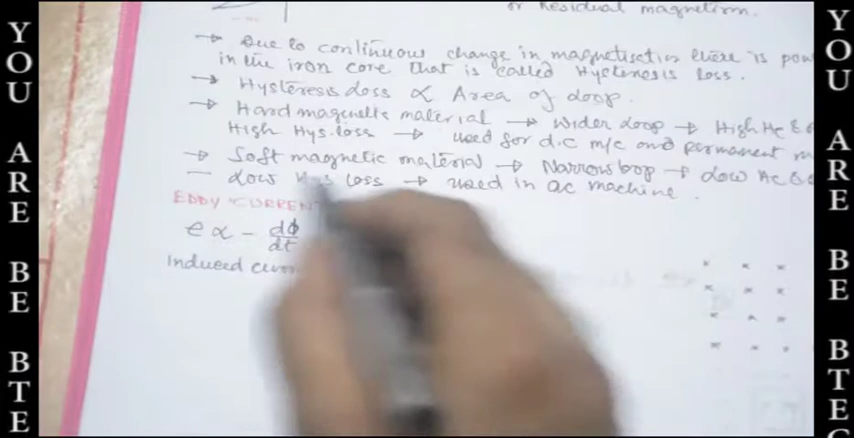 or Residual magnetism.
→ Due to continuous change in magnetisation there is pow
in the iron core that is called Hysteresis loss.
→ Hysteresis Loss ∝ Area of Loop.
→ Hard magnetic material → Wider Loop → High Hc &
High Hys. loss → used for d.c m/c and permanent m
→ Soft magnetic material → Narrow loop → Low Hc &
— Low Hys loss → used in ac machine.
EDDY CURRENT
e ∝ - dϕ/dt
Induced
YOU ARE BE BTE
YOU ARE BE BTEC